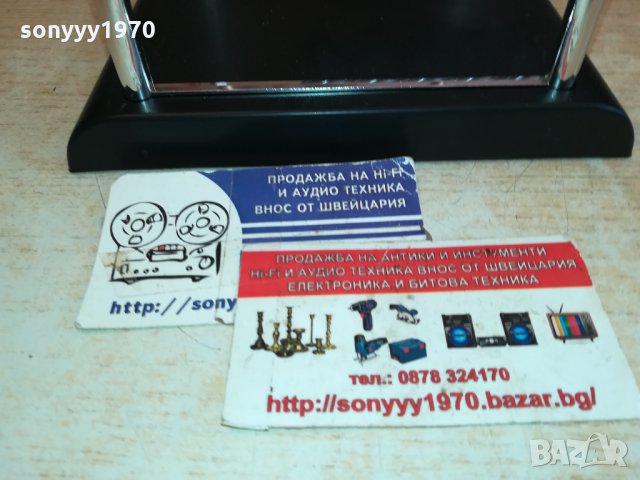 sonyyy1970
ПРОДАЖБА НА Hi-Fi
И АУДИО ТЕХНИКА
ВНОС ОТ ШВЕЙЦАРИЯ
http://sony
ПРОДАЖБА НА АНТИКИ И ИНСТУМЕНТИ
Hi-Fi И АУДИО ТЕХНИКА ВНОС ОТ ШВЕЙЦАРИЯ
ЕЛЕКТРОНИКА И БИТОВА ТЕХНИКА
тел.: 0878 324170
http://sonyyy1970.bazar.bg/
sonyyy1970
BAZAR